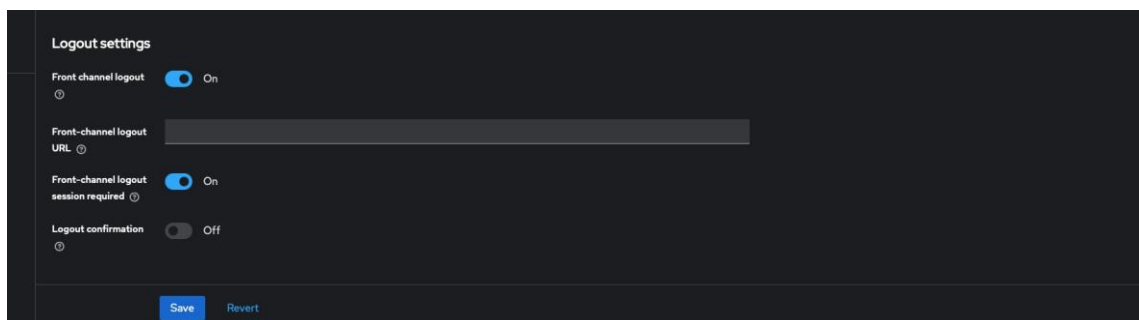 Logout settings
Front channel logout
On
Front-channel logout
URL
Front-channel logout
session required
On
Logout confirmation
Off
Save Revert